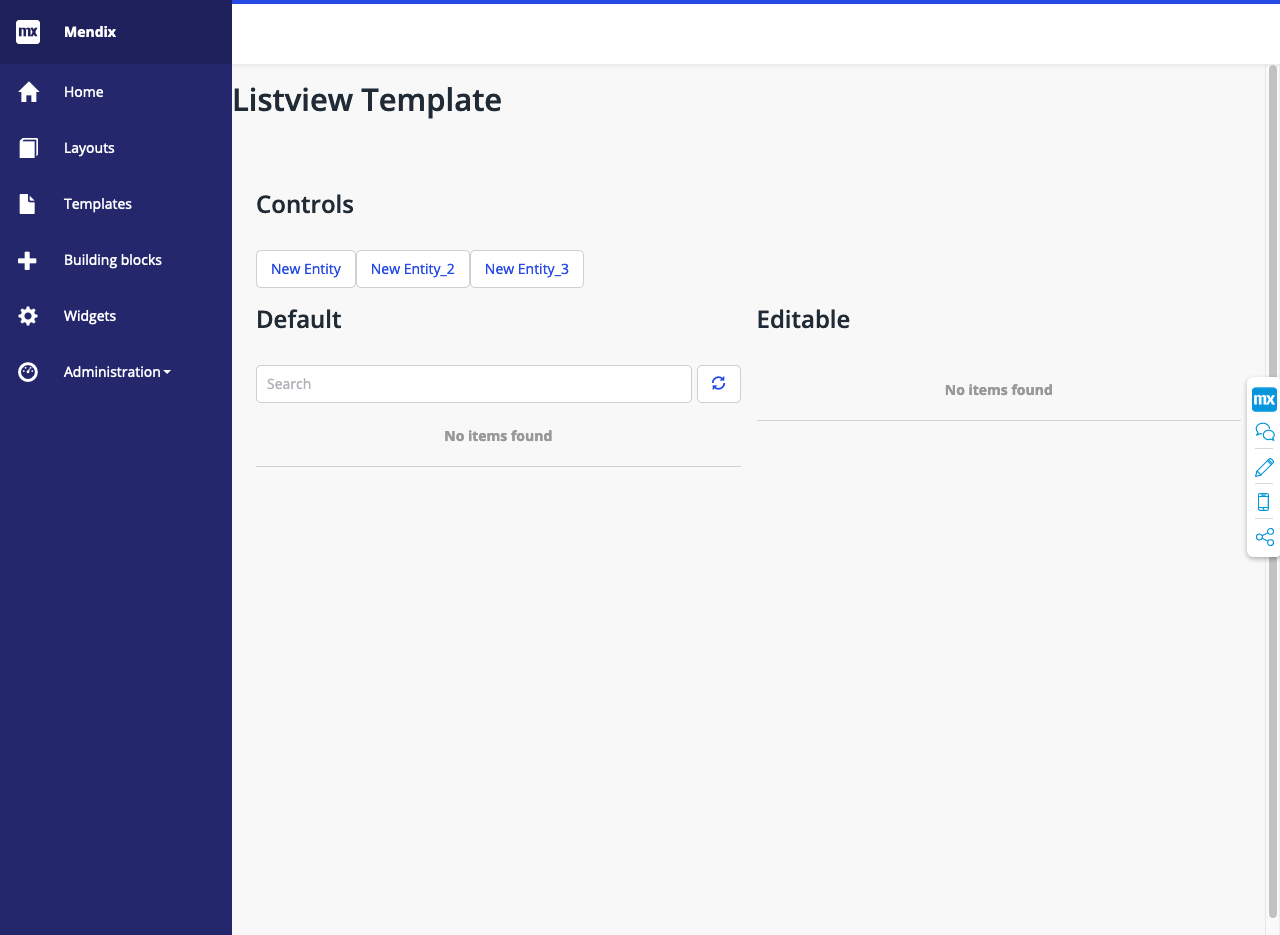 mx Mendix
Home
Layouts
Templates
Building blocks
Widgets
Administration
Listview Template
Controls
New Entity New Entity_2 New Entity_3
Default
Search
No items found
Editable
No items found
mx